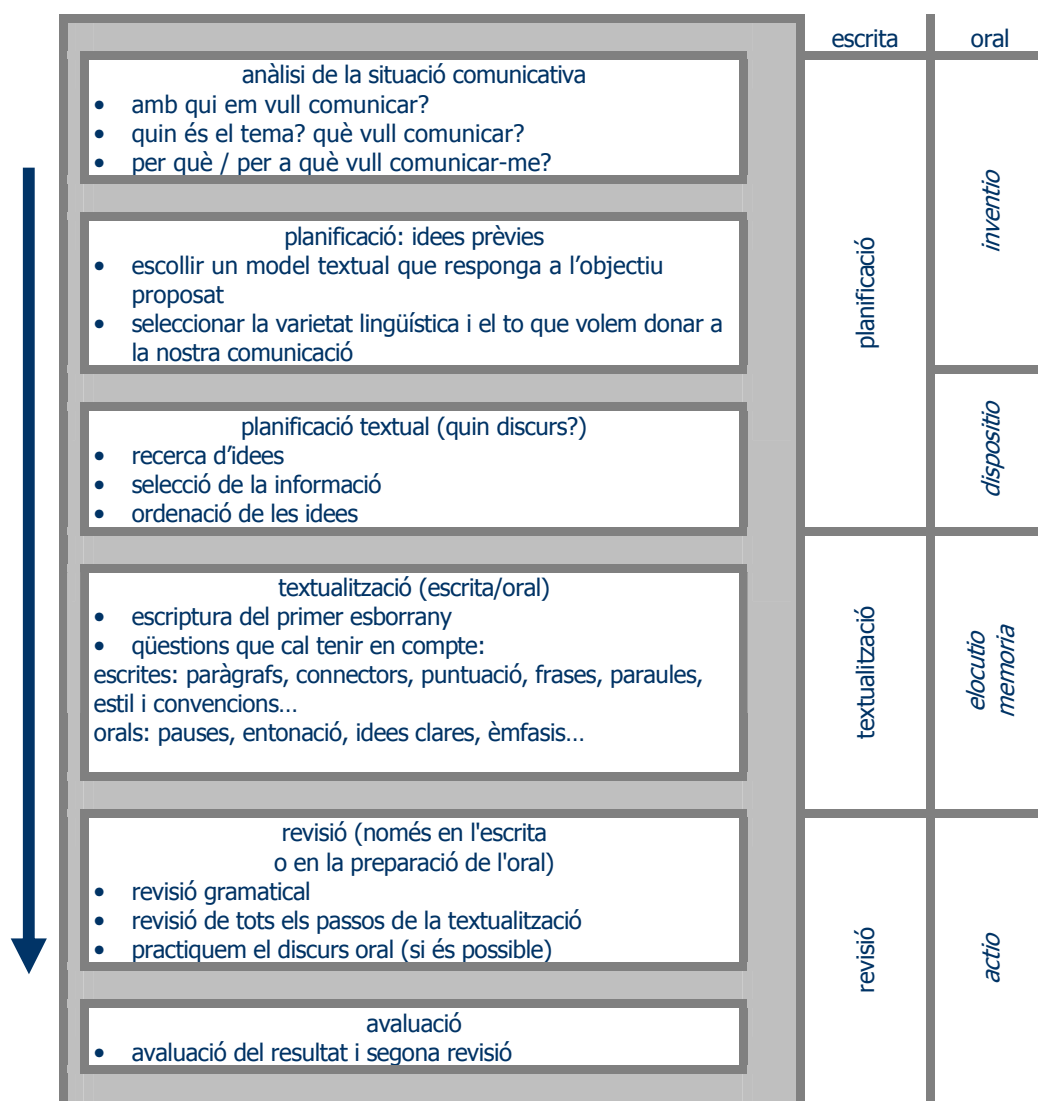 escrita
oral
anàlisi de la situació comunicativa
• amb qui em vull comunicar?
• quin és el tema? què vull comunicar?
• per què / per a què vull comunicar-me?
planificació: idees prèvies
• escollir un model textual que responga a l’objectiu
proposat
• seleccionar la varietat lingüística i el to que volem donar a
la nostra comunicació
planificació textual (quin discurs?)
• recerca d’idees
• selecció de la informació
• ordenació de les idees
planificació
inventio
dispositio
textualització (escrita/oral)
• escriptura del primer esborrany
• qüestions que cal tenir en compte:
escrites: paràgrafs, connectors, puntuació, frases, paraules,
estil i convencions…
orals: pauses, entonació, idees clares, èmfasis…
textualització
elocutio
memoria
revisió (només en l'escrita
o en la preparació de l'oral)
• revisió gramatical
• revisió de tots els passos de la textualització
• practiquem el discurs oral (si és possible)
avaluació
• avaluació del resultat i segona revisió
revisió
actio